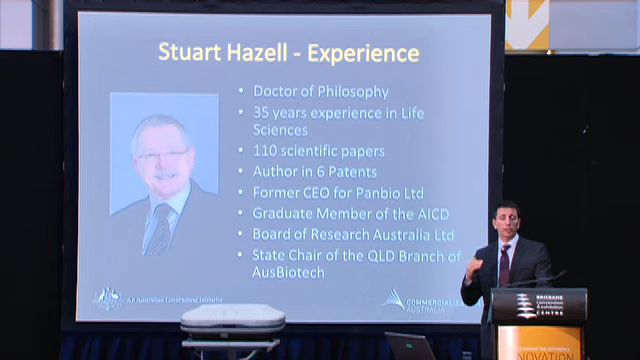 Stuart Hazell - Experience
• Doctor of Philosophy
• 35 years experience in Life
Sciences
• 110 scientific papers
• Author in 6 Patents
• Former CEO for Panbio Ltd
• Graduate Member of the AICD
• Board of Research Australia Ltd
• State Chair of the QLD Branch of
AusBiotech
An Australian Government Initiative
COMMERCIALIS
AUSTRALIA
BRISBANE
CONVENTION
& EXHIBITION
CENTRE